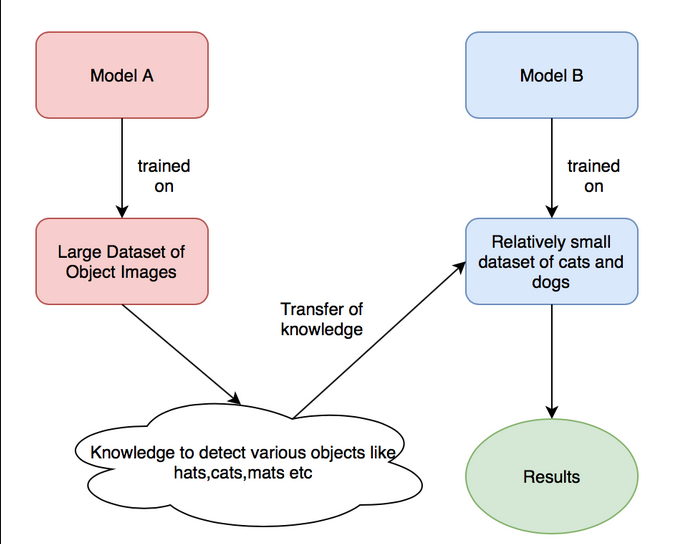 Model A
Model B
trained
on
trained
on
Large Dataset of
Object Images
Relatively small
dataset of cats and
dogs
Transfer of
knowledge
Knowledge to detect various objects like
hats,cats,mats etc
Results